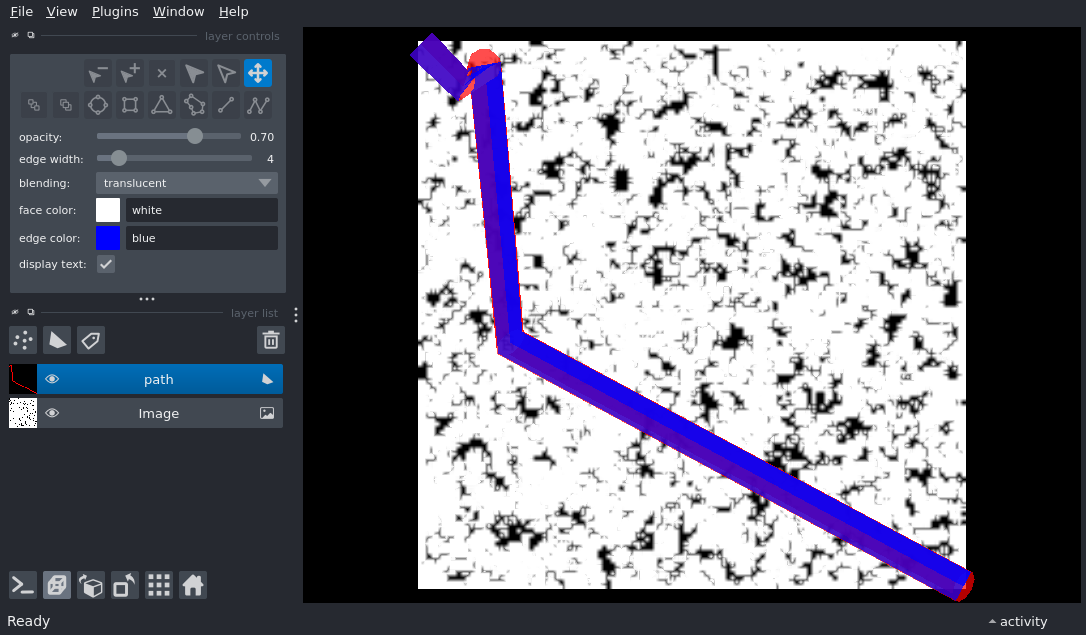 File View Plugins Window Help
layer controls
opacity: 0.70
edge width: 4
blending: translucent
face color: white
edge color: blue
display text:
layer list
path
Image
Ready
activity